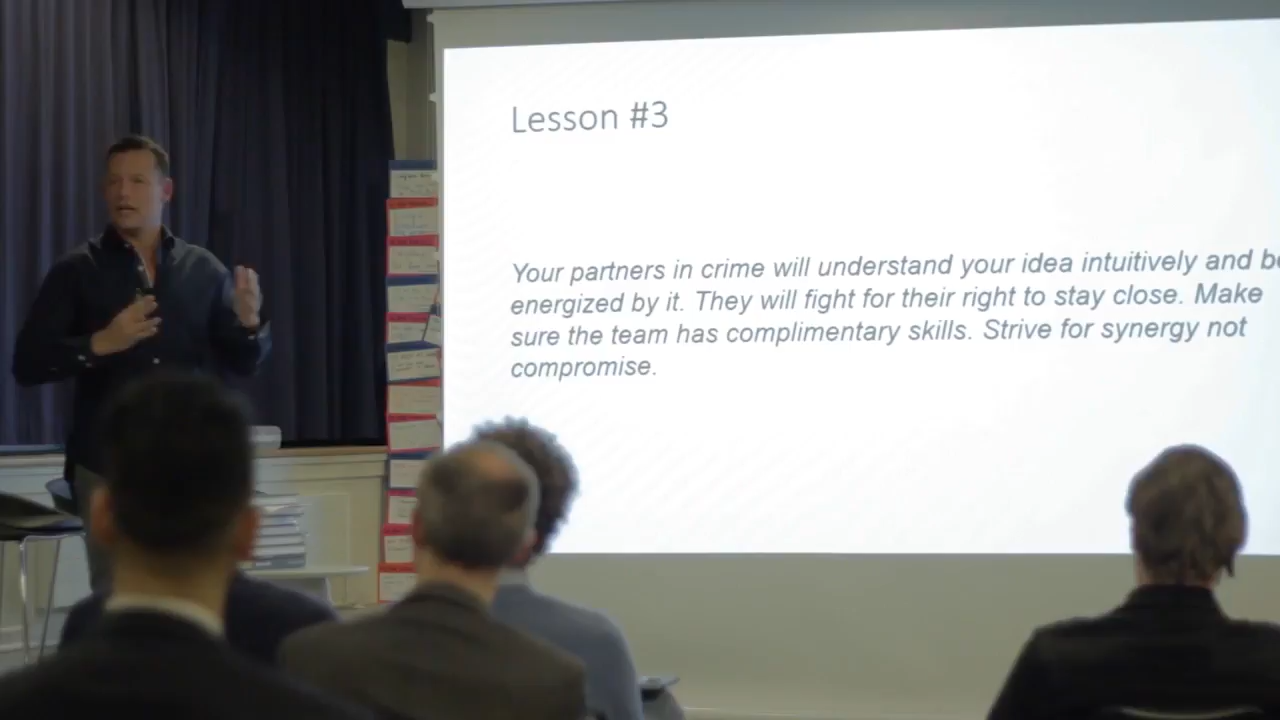 Lesson #3
Your partners in crime will understand your idea intuitively and
energized by it. They will fight for their right to stay close. Make
sure the team has complimentary skills. Strive for synergy not
compromise.